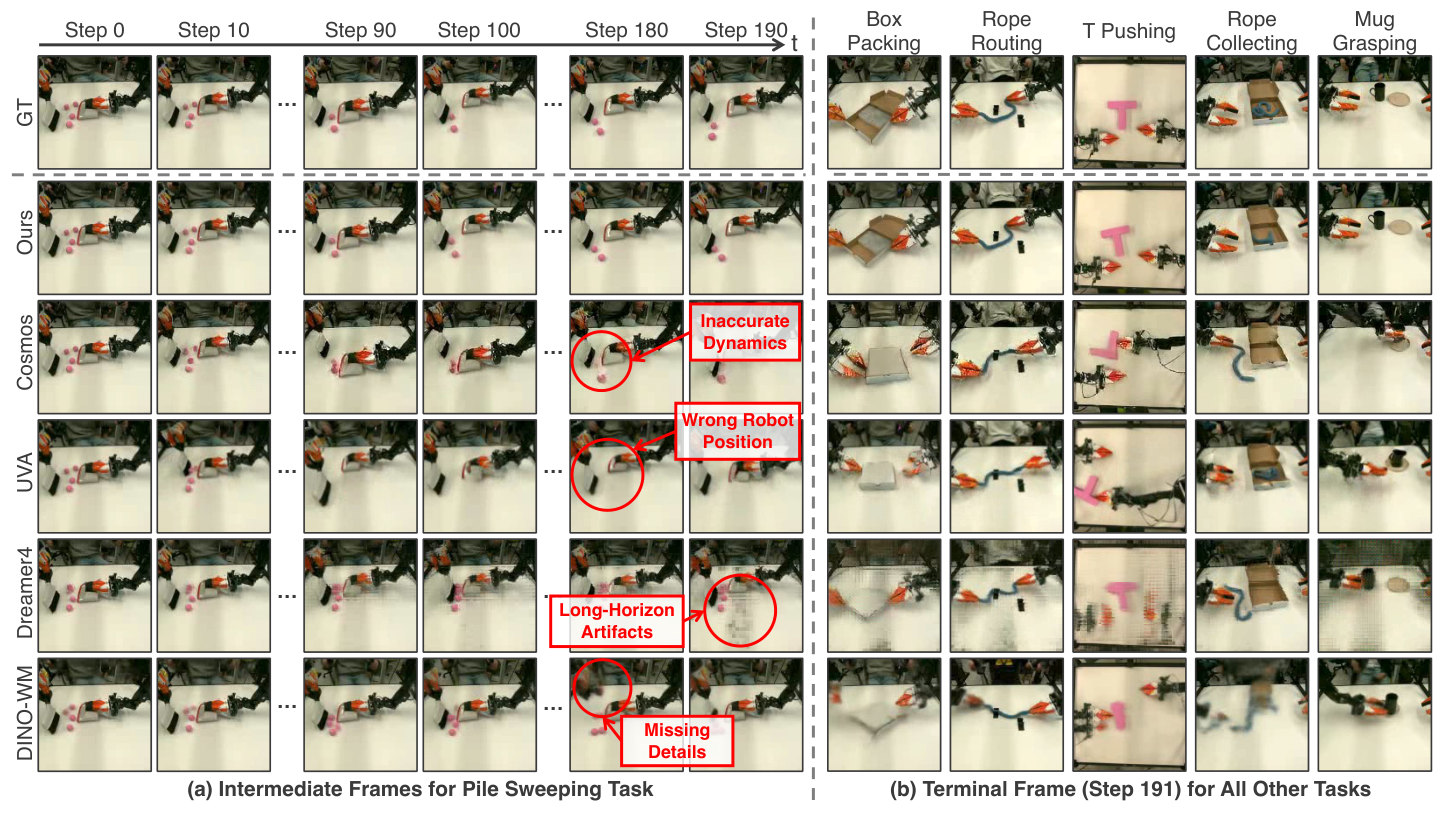 Step 0
Step 10
Step 90
Step 100
Step 180
Step 190
t
Box
Packing
Rope
Routing
T Pushing
Rope
Collecting
Mug
Grasping
GT
...
...
Ours
...
...
Cosmos
...
...
Inaccurate
Dynamics
UVA
...
...
Wrong Robot
Position
Dreamer4
...
...
Long-Horizon
Artifacts
DINO-WM
...
...
Missing
Details
(a) Intermediate Frames for Pile Sweeping Task
(b) Terminal Frame (Step 191) for All Other Tasks